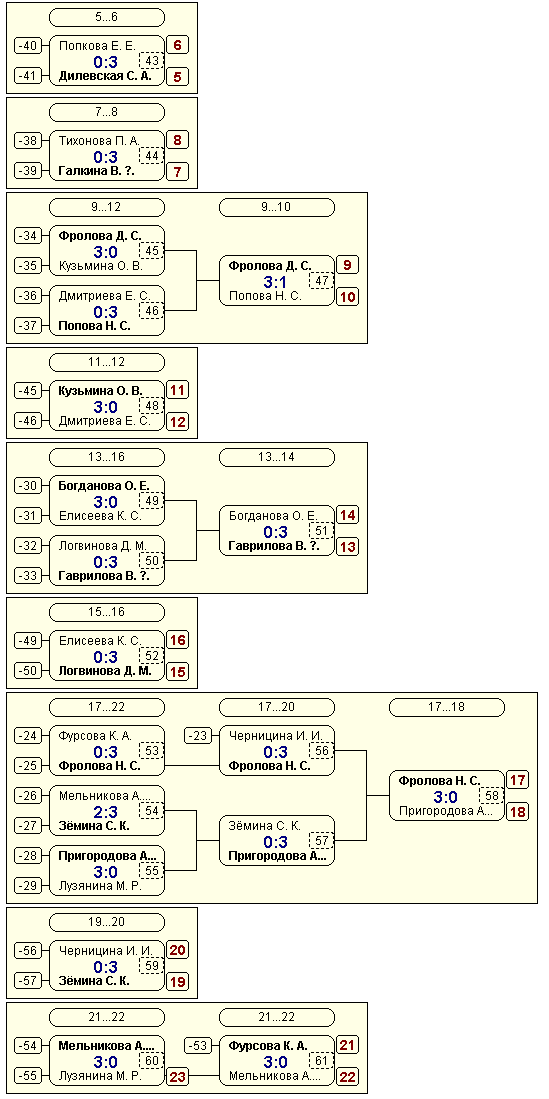 5...6
-40 Попкова Е. Е. 6
0:3 43
-41 Дилевская С. А. 5
7...8
-38 Тихонова П. А. 8
0:3 44
-39 Галкина В. ?. 7
9...12 9...10
-34 Фролова Д. С.
3:0 45
-35 Кузьмина О. В.
Фролова Д. С. 9
3:1 47
Попова Н. С. 10
-36 Дмитриева Е. С.
0:3 46
-37 Попова Н. С.
11...12
-45 Кузьмина О. В. 11
3:0 48
-46 Дмитриева Е. С. 12
13...16 13...14
-30 Богданова О. Е.
3:0 49
-31 Елисеева К. С.
Богданова О. Е. 14
0:3 51
Гаврилова В. ?. 13
-32 Логвинова Д. М.
0:3 50
-33 Гаврилова В. ?.
15...16
-49 Елисеева К. С. 16
0:3 52
-50 Логвинова Д. М. 15
17...22 17...20 17...18
-24 Фурсова К. А. -23 Черницина И. И.
0:3 53 0:3 56
-25 Фролова Н. С. Фролова Н. С.
Фролова Н. С. 17
3:0 58
Пригородова А... 18
-26 Мельникова А....
2:3 54
-27 Зёмина С. К.
Зёмина С. К.
0:3 57
Пригородова А...
-28 Пригородова А...
3:0 55
-29 Лузянина М. Р.
19...20
-56 Черницина И. И. 20
0:3 59
-57 Зёмина С. К. 19
21...22 21...22
-54 Мельникова А.... -53 Фурсова К. А. 21
3:0 60 3:0 61
-55 Лузянина М. Р. 23 Мельникова А.... 22